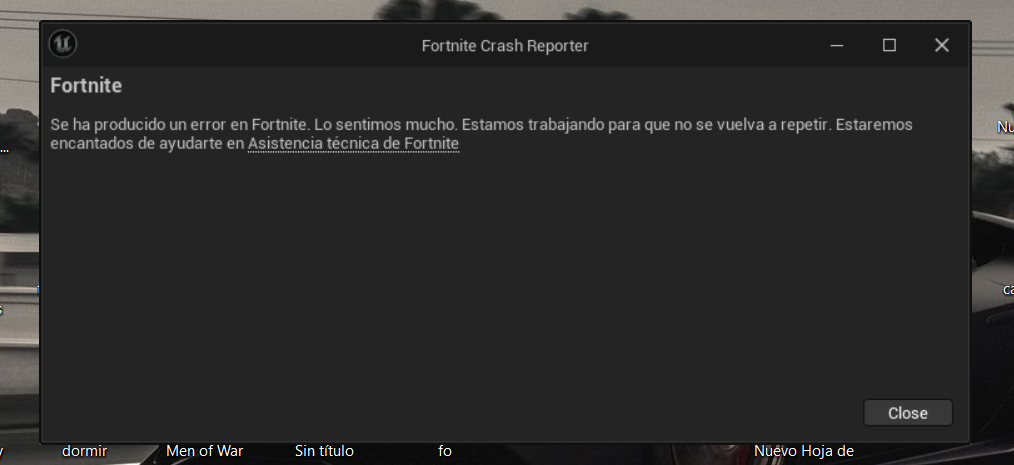 Fortnite Crash Reporter
Fortnite
Se ha producido un error en Fortnite. Lo sentimos mucho. Estamos trabajando para que no se vuelva a repetir. Estaremos
encantados de ayudarte en Asistencia técnica de Fortnite
Close
dormir
Men of War
Sin título
fo
Nuevo Hoja de